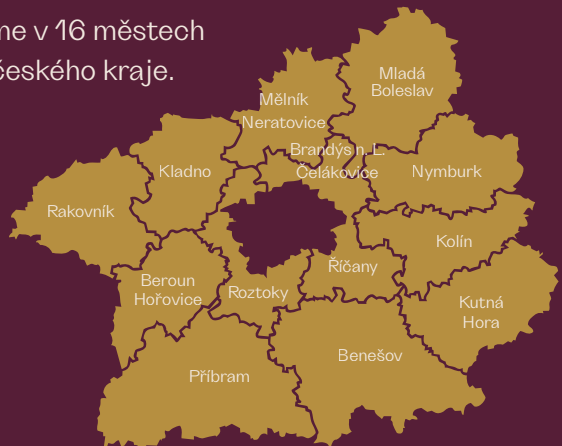 me v 16 městech
českého kraje.
Mladá
Boleslav
Mělník
Neratovice
Brandýs n. L.
Čelákovice
Kladno
Nymburk
Rakovník
Kolín
Říčany
Beroun
Hořovice
Roztoky
Kutná
Hora
Benešov
Příbram